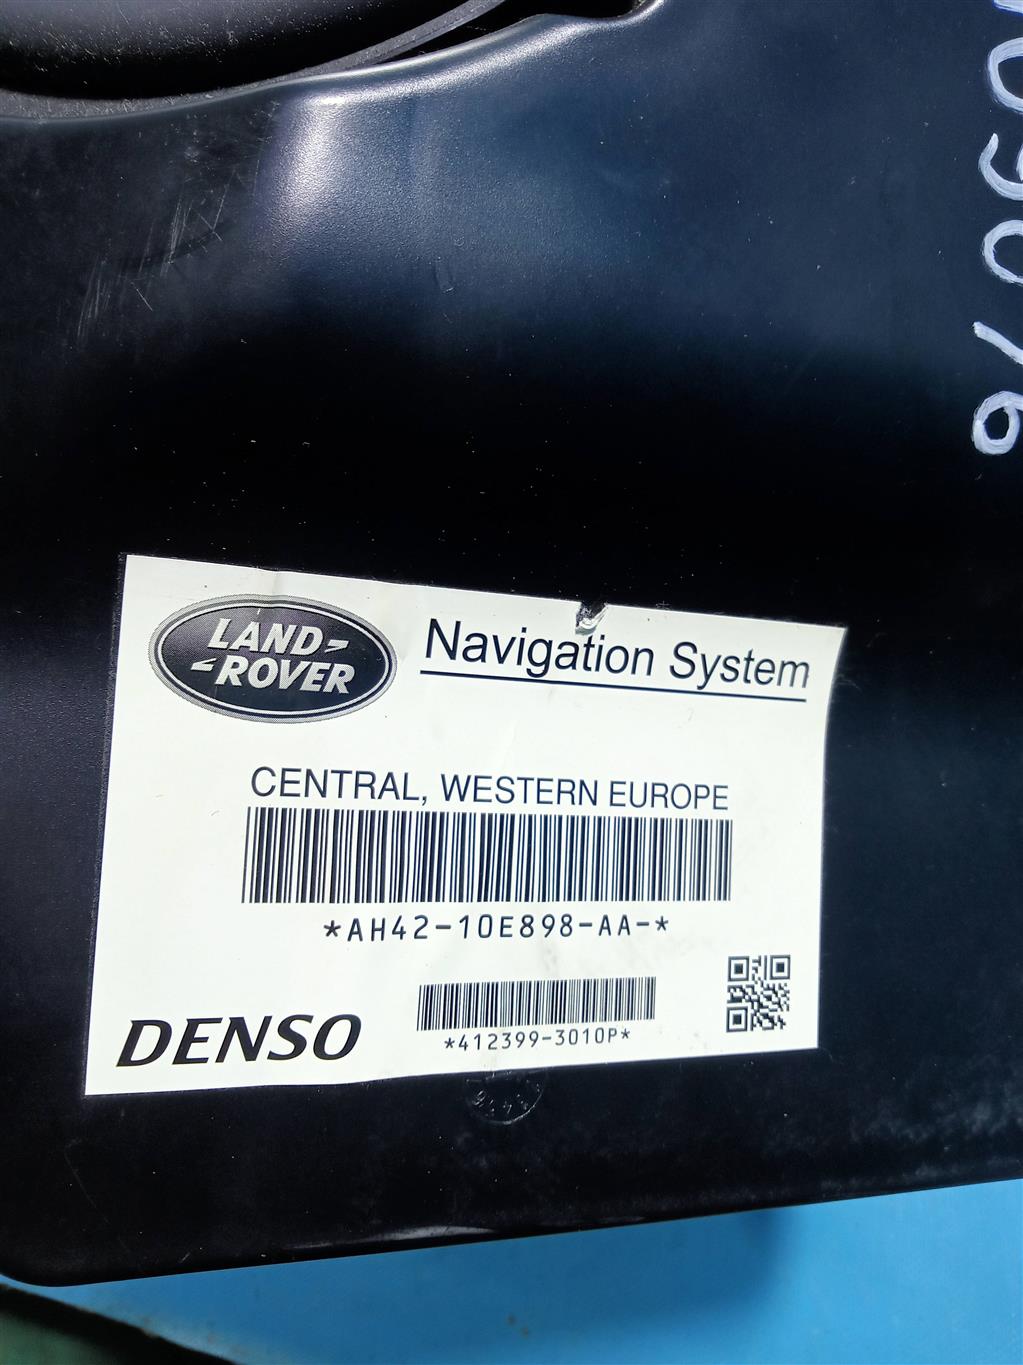 LAND
ROVER
Navigation System
CENTRAL, WESTERN EUROPE
*AH42-10E898-AA-*
DENSO
*412399-3010P*